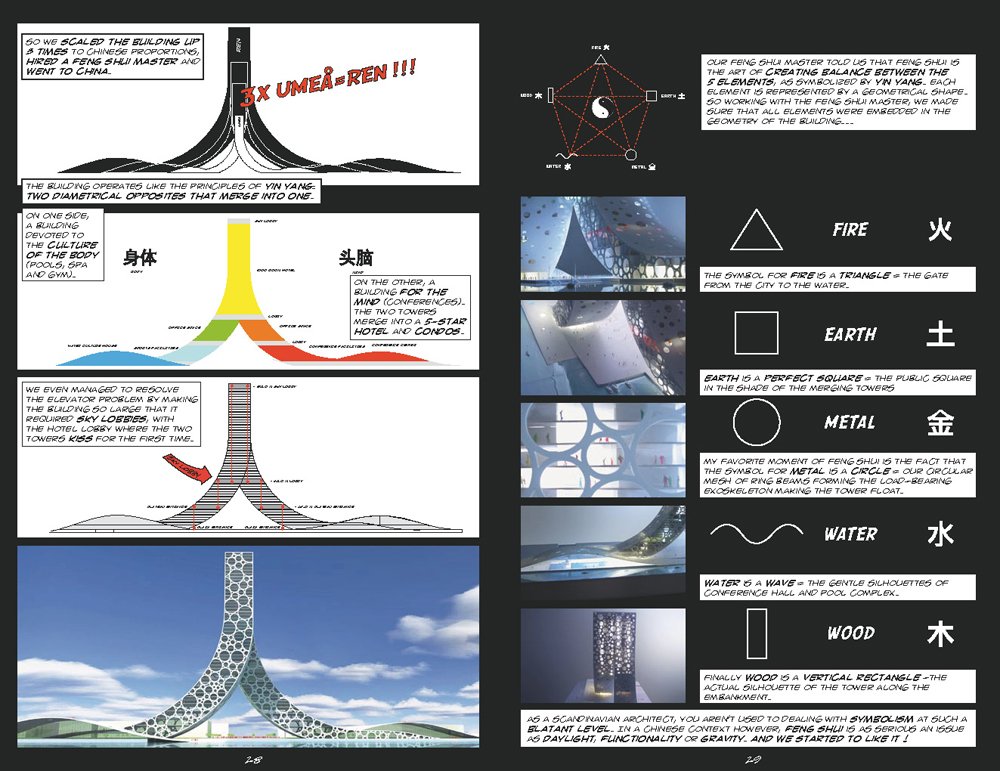 SO WE SCALED THE BUILDING UP
3 TIMES TO CHINESE PROPORTIONS,
HIRED A FENG SHUI MASTER AND
WENT TO CHINA.
REN
3X UMEÅ=REN !!!
THE BUILDING OPERATES LIKE THE PRINCIPLES OF YIN YANG:
TWO DIAMETRICAL OPPOSITES THAT MERGE INTO ONE.
ON ONE SIDE,
A BUILDING
DEVOTED TO
THE CULTURE
OF THE BODY
(POOLS, SPA
AND GYM).
SKY LOBBY
身体
BODY
头脑
MIND
1000 ROOM HOTEL
ON THE OTHER, A
BUILDING FOR THE
MIND (CONFERENCES).
THE TWO TOWERS
MERGE INTO A 5-STAR
HOTEL AND CONDOS.
LOBBY
OFFICE SPACE
OFFICE SPACE
LOBBY
WATER CULTURE HOUSE
SPORTS FACILITIES
CONFERENCE FACILITIES
CONFERENCE CENTRE
WE EVEN MANAGED TO RESOLVE
THE ELEVATOR PROBLEM BY MAKING
THE BUILDING SO LARGE THAT IT
REQUIRED SKY LOBBIES, WITH
THE HOTEL LOBBY WHERE THE TWO
TOWERS KISS FOR THE FIRST TIME.
SKY LOBBY
28
FIRE 火
WOOD 木
EARTH 土
WATER 水
METAL 金
OUR FENG SHUI MASTER TOLD US THAT FENG SHUI IS
THE ART OF CREATING BALANCE BETWEEN THE
5 ELEMENTS, AS SYMBOLIZED BY YIN YANG. EACH
ELEMENT IS REPRESENTED BY A GEOMETRICAL SHAPE.
SO WORKING WITH THE FENG SHUI MASTER, WE MADE
SURE THAT ALL ELEMENTS WERE EMBEDDED IN THE
GEOMETRY OF THE BUILDING...
FIRE 火
THE SYMBOL FOR FIRE IS A TRIANGLE = THE GATE
FROM THE CITY TO THE WATER.
EARTH 土
EARTH IS A PERFECT SQUARE = THE PUBLIC SQUARE
IN THE SHADE OF THE MERGING TOWERS
METAL 金
MY FAVORITE MOMENT OF FENG SHUI IS THE FACT THAT
THE SYMBOL FOR METAL IS A CIRCLE = OUR CIRCULAR
MESH OF RING BEAMS FORMING THE LOAD-BEARING
EXOSKELETON MAKING THE TOWER FLOAT.
WATER 水
WATER IS A WAVE = THE GENTLE SILHOUETTES OF
CONFERENCE HALL AND POOL COMPLEX.
WOOD 木
FINALLY WOOD IS A VERTICAL RECTANGLE =THE
ACTUAL SILHOUETTE OF THE TOWER ALONG THE
EMBANKMENT.
AS A SCANDINAVIAN ARCHITECT, YOU AREN'T USED TO DEALING WITH SYMBOLISM AT SUCH A
BLATANT LEVEL. IN A CHINESE CONTEXT HOWEVER, FENG SHUI IS AS SERIOUS AN ISSUE
AS DAYLIGHT, FUNCTIONALITY OR GRAVITY. AND WE STARTED TO LIKE IT !
29